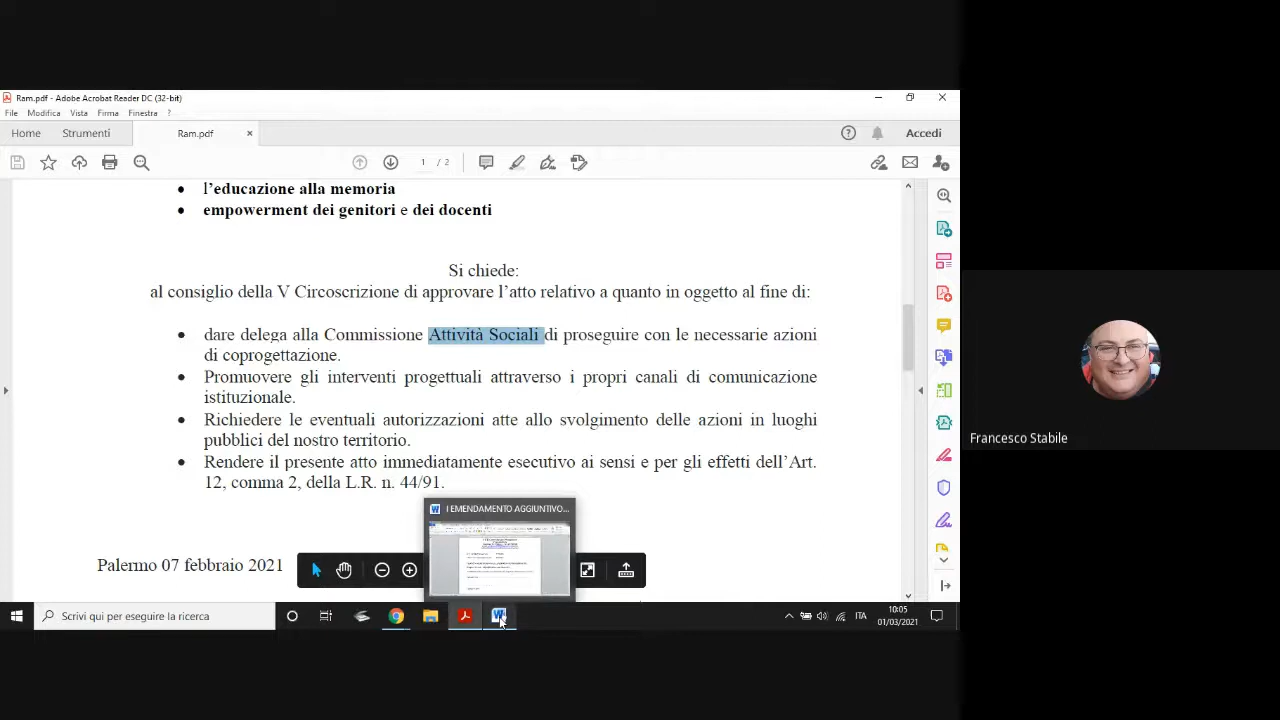 Ram.pdf - Adobe Acrobat Reader DC (32-bit)
File Modifica Vista Firma Finestra ?
Home Strumenti Ram.pdf × Accedi
1 / 2
• l'educazione alla memoria
• empowerment dei genitori e dei docenti
Si chiede:
al consiglio della V Circoscrizione di approvare l'atto relativo a quanto in oggetto al fine di:
• dare delega alla Commissione Attività Sociali di proseguire con le necessarie azioni
di coprogettazione.
• Promuovere gli interventi progettuali attraverso i propri canali di comunicazione
istituzionale.
• Richiedere le eventuali autorizzazioni atte allo svolgimento delle azioni in luoghi
pubblici del nostro territorio.
• Rendere il presente atto immediatamente esecutivo ai sensi e per gli effetti dell'Art.
12, comma 2, della L.R. n. 44/91.
I EMENDAMENTO AGGIUNTIVO...
Palermo 07 febbraio 2021
Scrivi qui per eseguire la ricerca
ITA
10:05
01/03/2021
Francesco Stabile